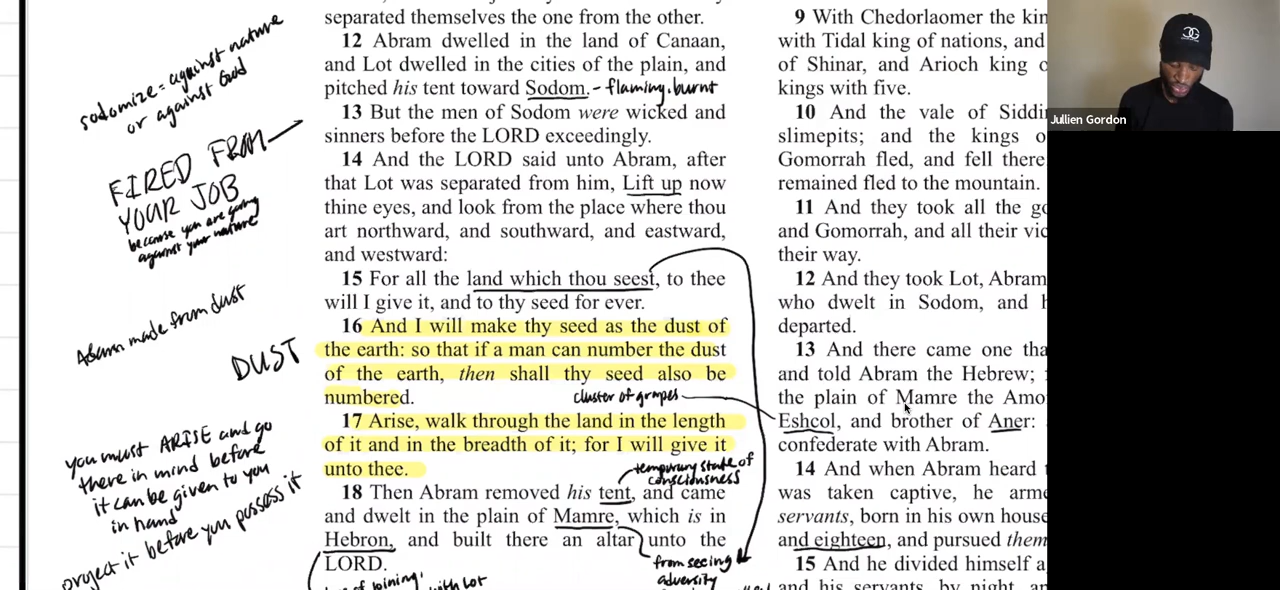 separated themselves the one from the other.
12 Abram dwelled in the land of Canaan,
and Lot dwelled in the cities of the plain, and
pitched his tent toward Sodom. - flaming, burnt
13 But the men of Sodom were wicked and
sinners before the LORD exceedingly.
14 And the LORD said unto Abram, after
that Lot was separated from him, Lift up now
thine eyes, and look from the place where thou
art northward, and southward, and eastward,
and westward:
15 For all the land which thou seest, to thee
will I give it, and to thy seed for ever.
16 And I will make thy seed as the dust of
the earth: so that if a man can number the dust
of the earth, then shall thy seed also be
numbered.
cluster of grapes
17 Arise, walk through the land in the length
of it and in the breadth of it; for I will give it
unto thee.
temporary state of
consciousness
18 Then Abram removed his tent, and came
and dwelt in the plain of Mamre, which is in
Hebron, and built there an altar unto the
LORD.
from seeing
adversity
with Lot
sodomize = against nature
or against God
FIRED FROM
YOUR JOB
because you are going
against your nature
Adam made from dust
DUST
you must ARISE and go
there in mind before
it can be given to you
in hand
project it before you possess it
9 With Chedorlaomer the kin
with Tidal king of nations, and
of Shinar, and Arioch king o
kings with five.
10 And the vale of Siddi
slimepits; and the kings o
Gomorrah fled, and fell there
remained fled to the mountain.
11 And they took all the go
and Gomorrah, and all their vic
their way.
12 And they took Lot, Abram
who dwelt in Sodom, and h
departed.
13 And there came one tha
and told Abram the Hebrew;
the plain of Mamre the Amo
Eshcol, and brother of Aner:
confederate with Abram.
14 And when Abram heard
was taken captive, he arme
servants, born in his own house
and eighteen, and pursued them
15 And he divided himself a
and his servants, by night, an
CG
Jullien Gordon